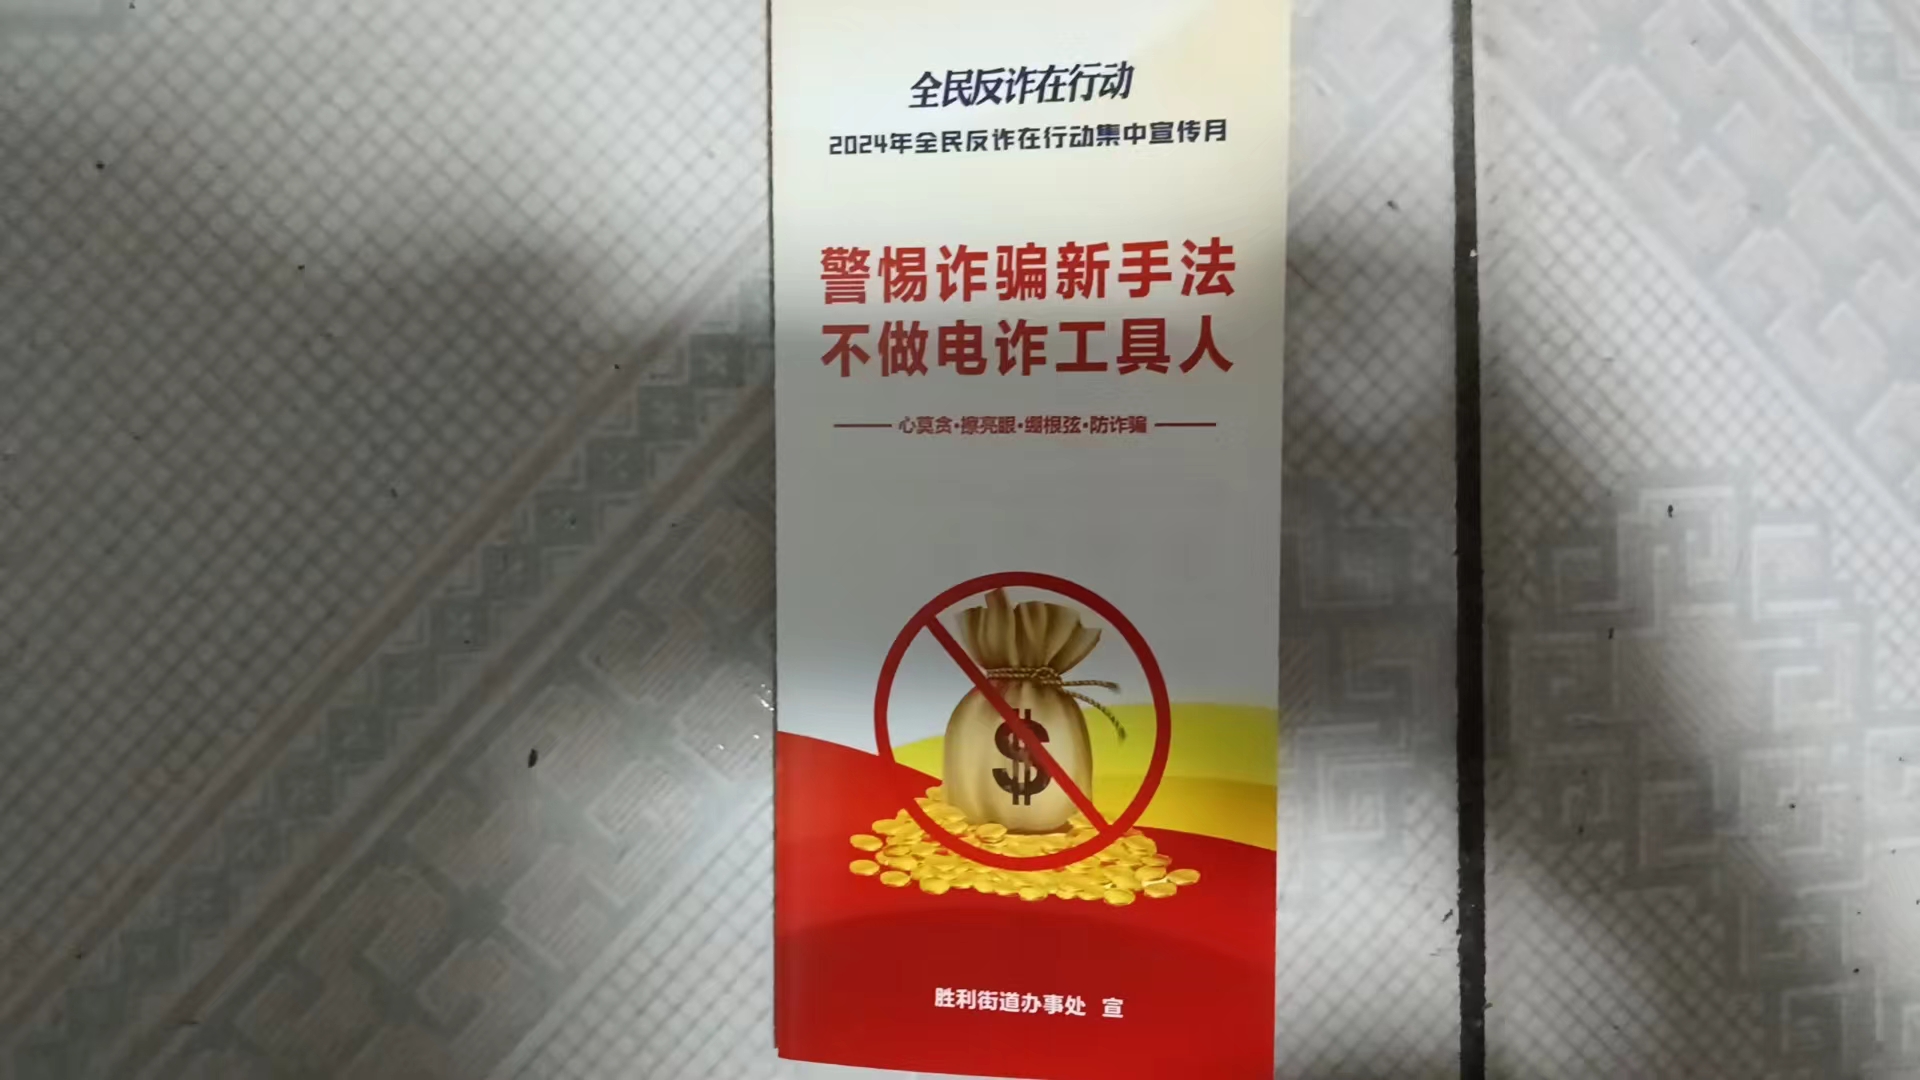 全民反诈在行动
2024年全民反诈在行动集中宣传月
警惕诈骗新手法
不做电诈工具人
心莫贪·擦亮眼·绷根弦·防诈骗
$
胜利街道办事处 宣